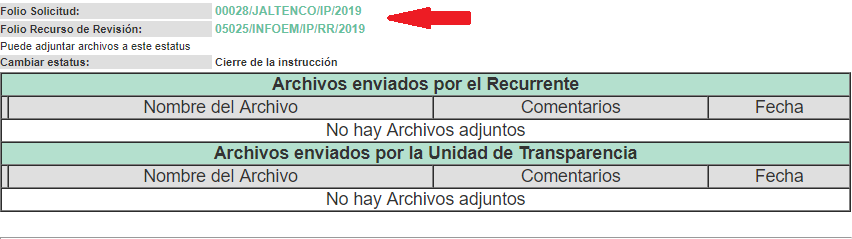 Folio Solicitud: 00028/JALTENCO/IP/2019
Folio Recurso de Revisión: 05025/INFOEM/IP/RR/2019
Puede adjuntar archivos a este estatus
Cambiar estatus: Cierre de la instrucción
Archivos enviados por el Recurrente
Nombre del Archivo Comentarios Fecha
No hay Archivos adjuntos
Archivos enviados por la Unidad de Transparencia
Nombre del Archivo Comentarios Fecha
No hay Archivos adjuntos